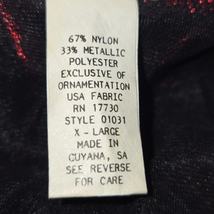 67% NYLON
33% METALLIC
POLYESTER
EXCLUSIVE OF
ORNAMENTATION
USA FABRIC
RN 17730
STYLE 01031
X - LARGE
MADE IN
GUYANA, SA
SEE REVERSE
FOR CARE